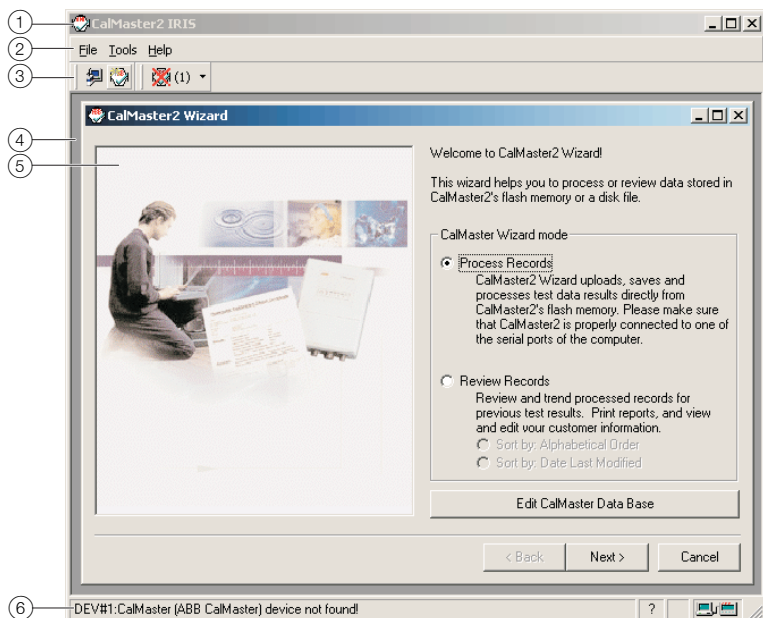 1 CalMaster2 IRIS
2 File Tools Help
3 (1)
CalMaster2 Wizard
4
5
Welcome to CalMaster2 Wizard!
This wizard helps you to process or review data stored in
CalMaster2's flash memory or a disk file.
CalMaster Wizard mode
Process Records
CalMaster2 Wizard uploads, saves and
processes test data results directly from
CalMaster2's flash memory. Please make sure
that CalMaster2 is properly connected to one of
the serial ports of the computer.
Review Records
Review and trend processed records for
previous test results. Print reports, and view
and edit your customer information.
Sort by: Alphabetical Order
Sort by: Date Last Modified
Edit CalMaster Data Base
< Back Next > Cancel
6 DEV#1:CalMaster (ABB CalMaster) device not found! ?